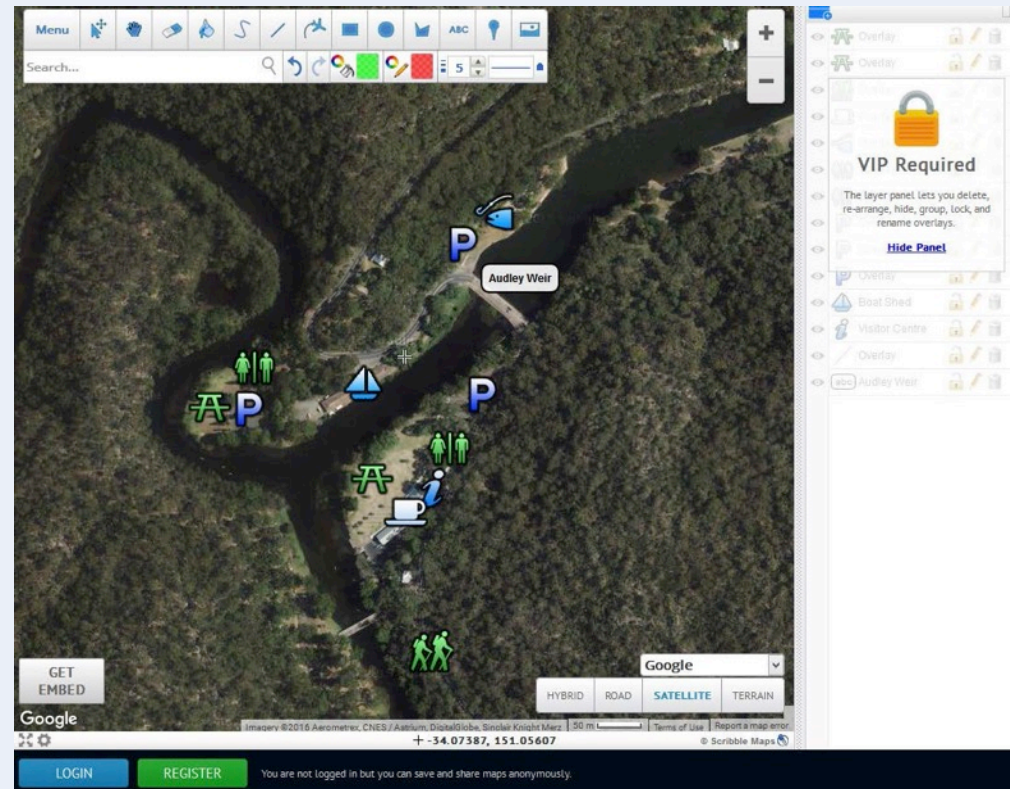 Menu
ABC
Search...
5
+
−
P
Audley Weir
P
P
i
GET
EMBED
Google
Google
HYBRID ROAD SATELLITE TERRAIN
Imagery ©2016 Aerometrex, CNES / Astrium, DigitalGlobe, Sinclair Knight Merz 50 m Terms of Use Report a map error
-34.07387, 151.05607
© Scribble Maps
LOGIN
REGISTER
You are not logged in but you can save and share maps anonymously.
Overlay
Overlay
VIP Required
The layer panel lets you delete,
re-arrange, hide, group, lock, and
rename overlays.
Hide Panel
P Overlay
Boat Shed
i Visitor Centre
Overlay
abc Audley Weir